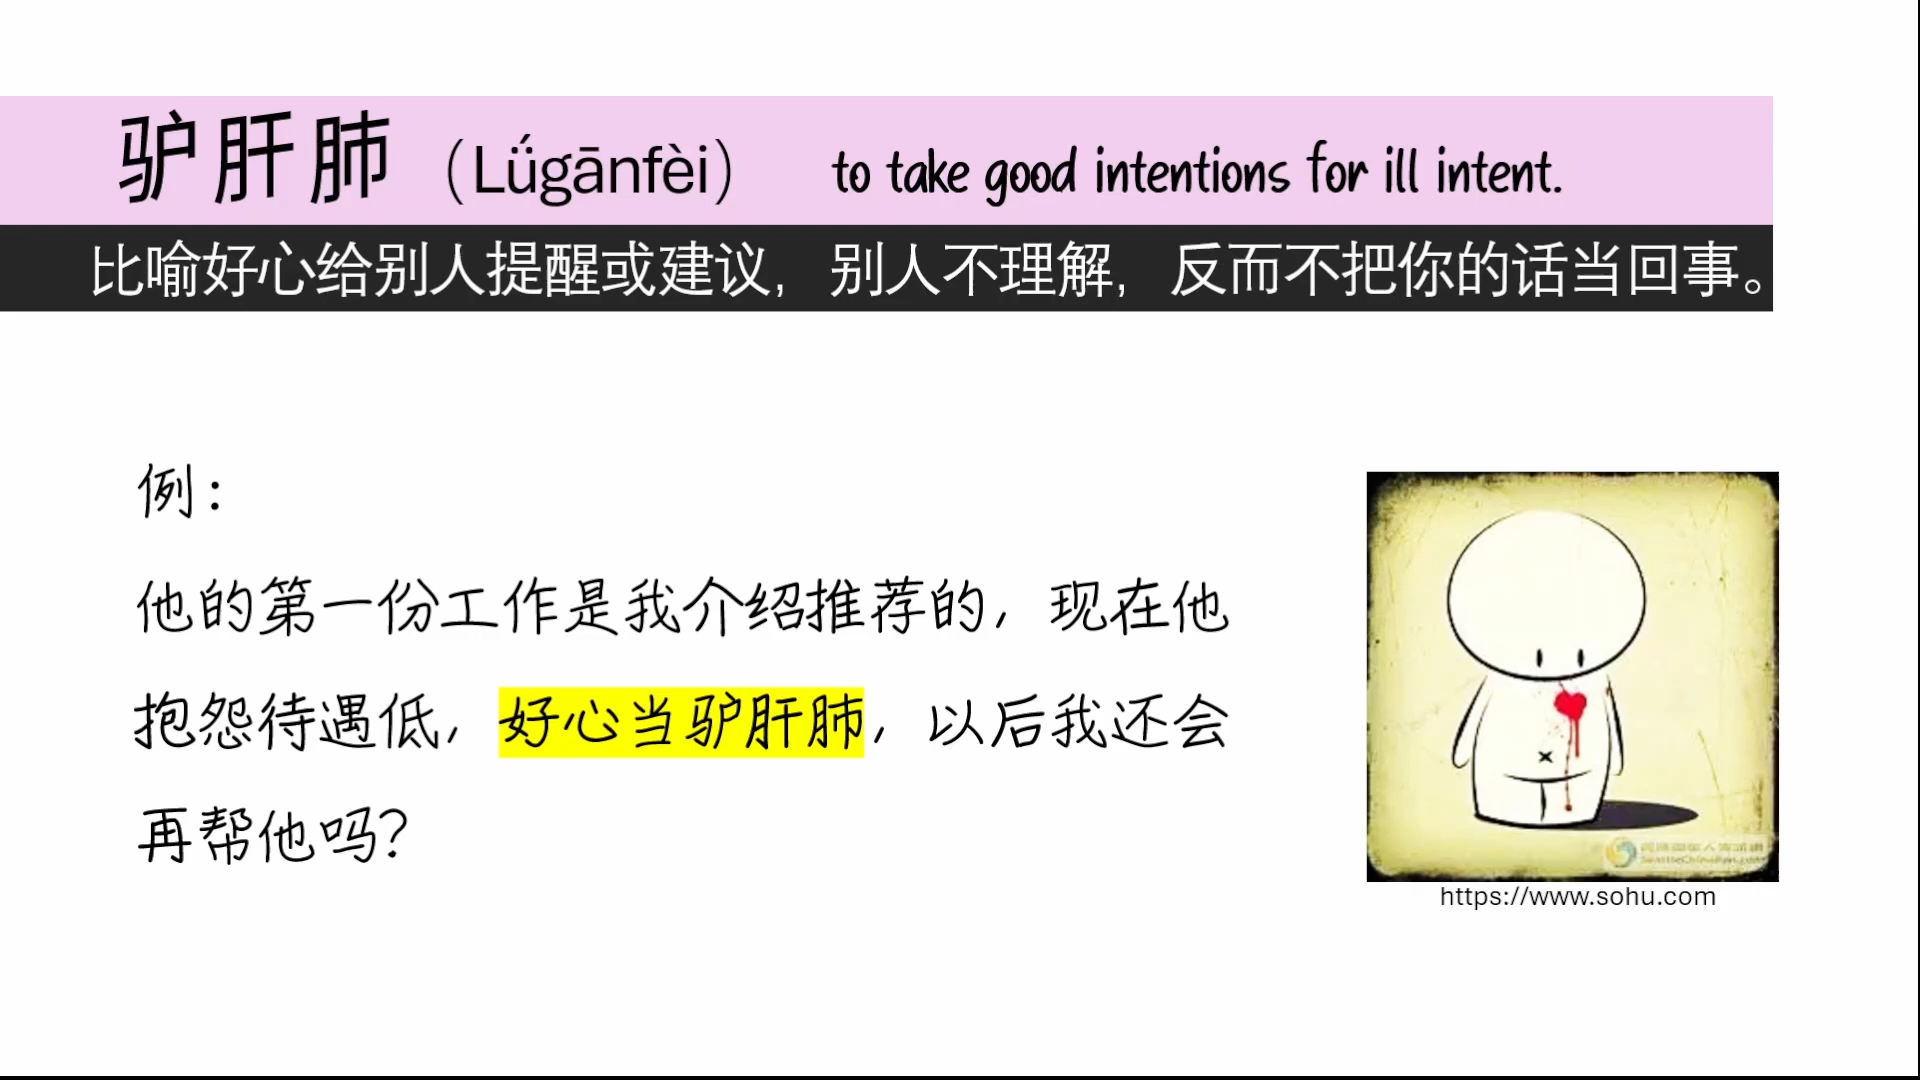 驴肝肺（Lǘgānfèi） to take good intentions for ill intent.
比喻好心给别人提醒或建议，别人不理解，反而不把你的话当回事。
例：
他的第一份工作是我介绍推荐的，现在他
抱怨待遇低，好心当驴肝肺，以后我还会
再帮他吗？
https://www.sohu.com